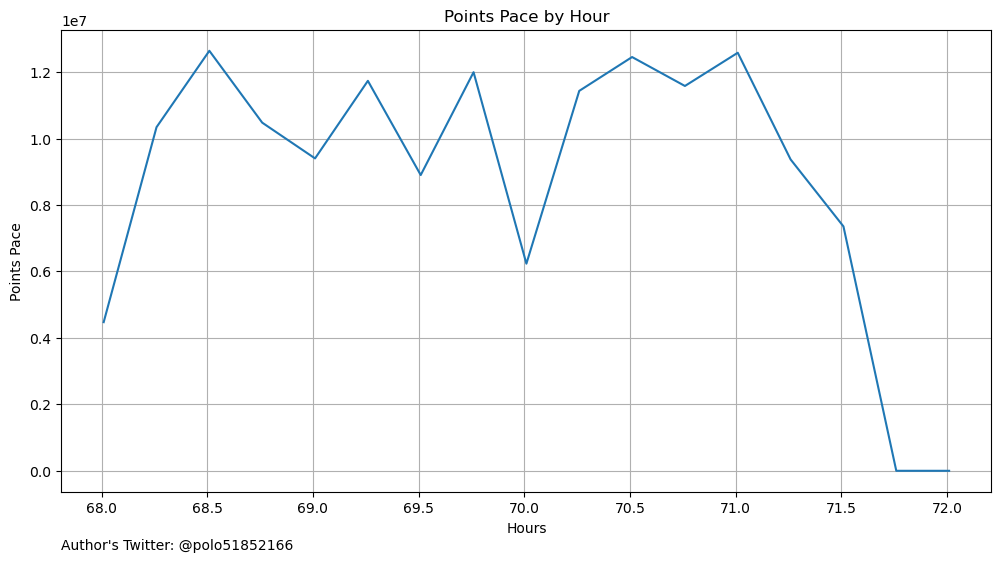 Points Pace by Hour
1e7
1.2
1.0
0.8
0.6
0.4
0.2
0.0
Points Pace
68.0 68.5 69.0 69.5 70.0 70.5 71.0 71.5 72.0
Hours
Author's Twitter: @polo51852166